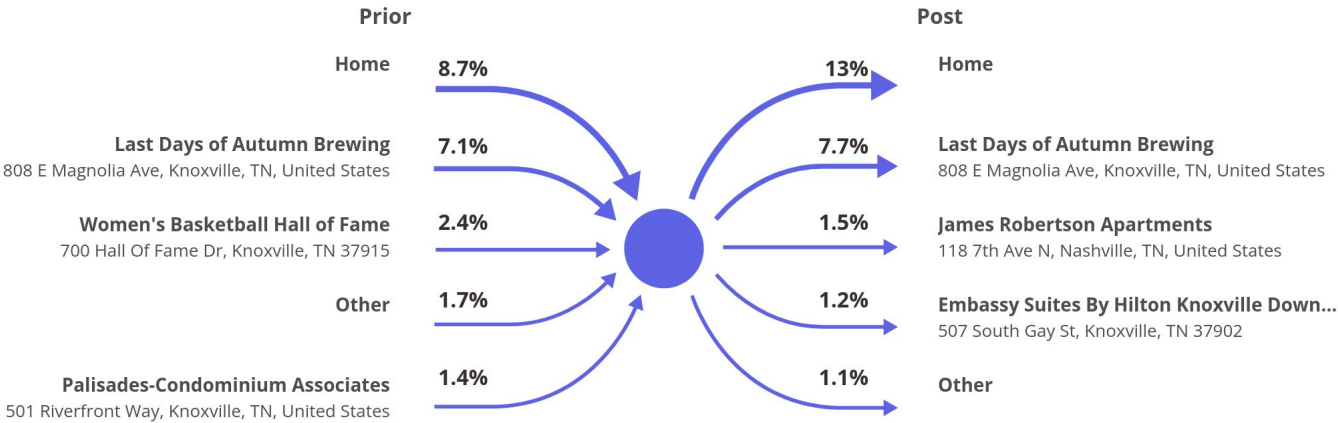 Prior
Home
8.7%
Last Days of Autumn Brewing
7.1%
808 E Magnolia Ave, Knoxville, TN, United States
Women's Basketball Hall of Fame
2.4%
700 Hall Of Fame Dr, Knoxville, TN 37915
Other
1.7%
Palisades-Condominium Associates
1.4%
501 Riverfront Way, Knoxville, TN, United States
Post
13%
Home
7.7%
Last Days of Autumn Brewing
808 E Magnolia Ave, Knoxville, TN, United States
1.5%
James Robertson Apartments
118 7th Ave N, Nashville, TN, United States
1.2%
Embassy Suites By Hilton Knoxville Down...
507 South Gay St, Knoxville, TN 37902
1.1%
Other